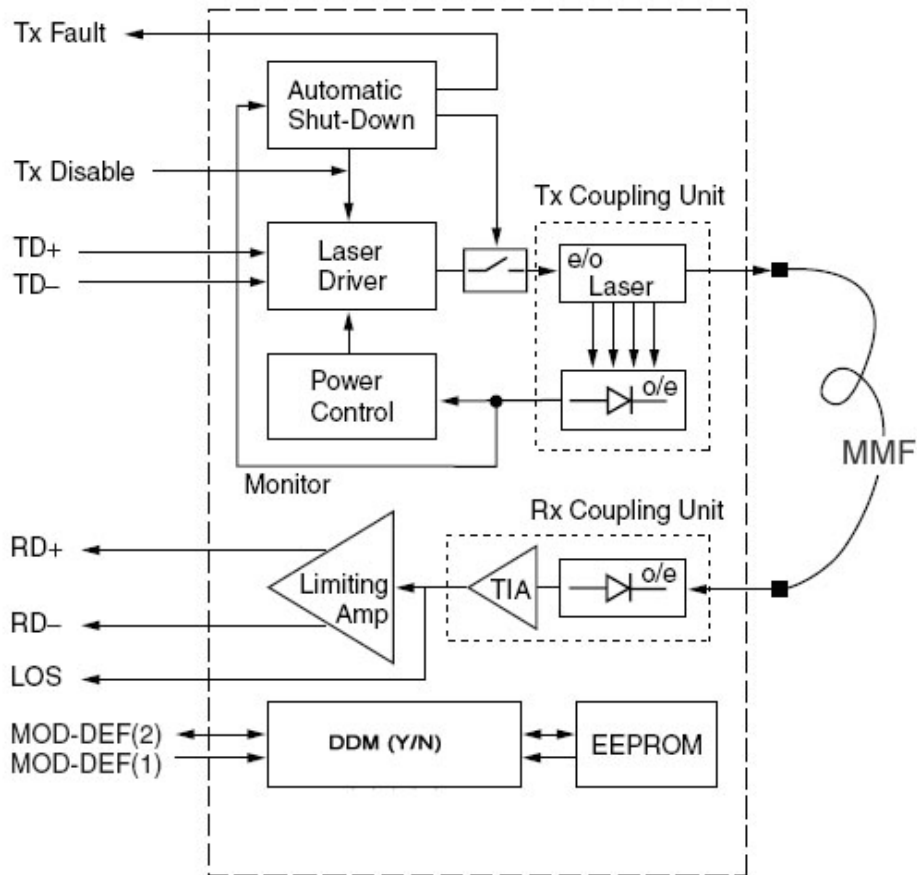 Tx Fault
Automatic
Shut-Down
Tx Disable
Tx Coupling Unit
TD+
TD–
Laser
Driver
e/o
Laser
Power
Control
o/e
MMF
Monitor
Rx Coupling Unit
RD+
RD–
Limiting
Amp
TIA
o/e
LOS
MOD-DEF(2)
MOD-DEF(1)
DDM (Y/N)
EEPROM